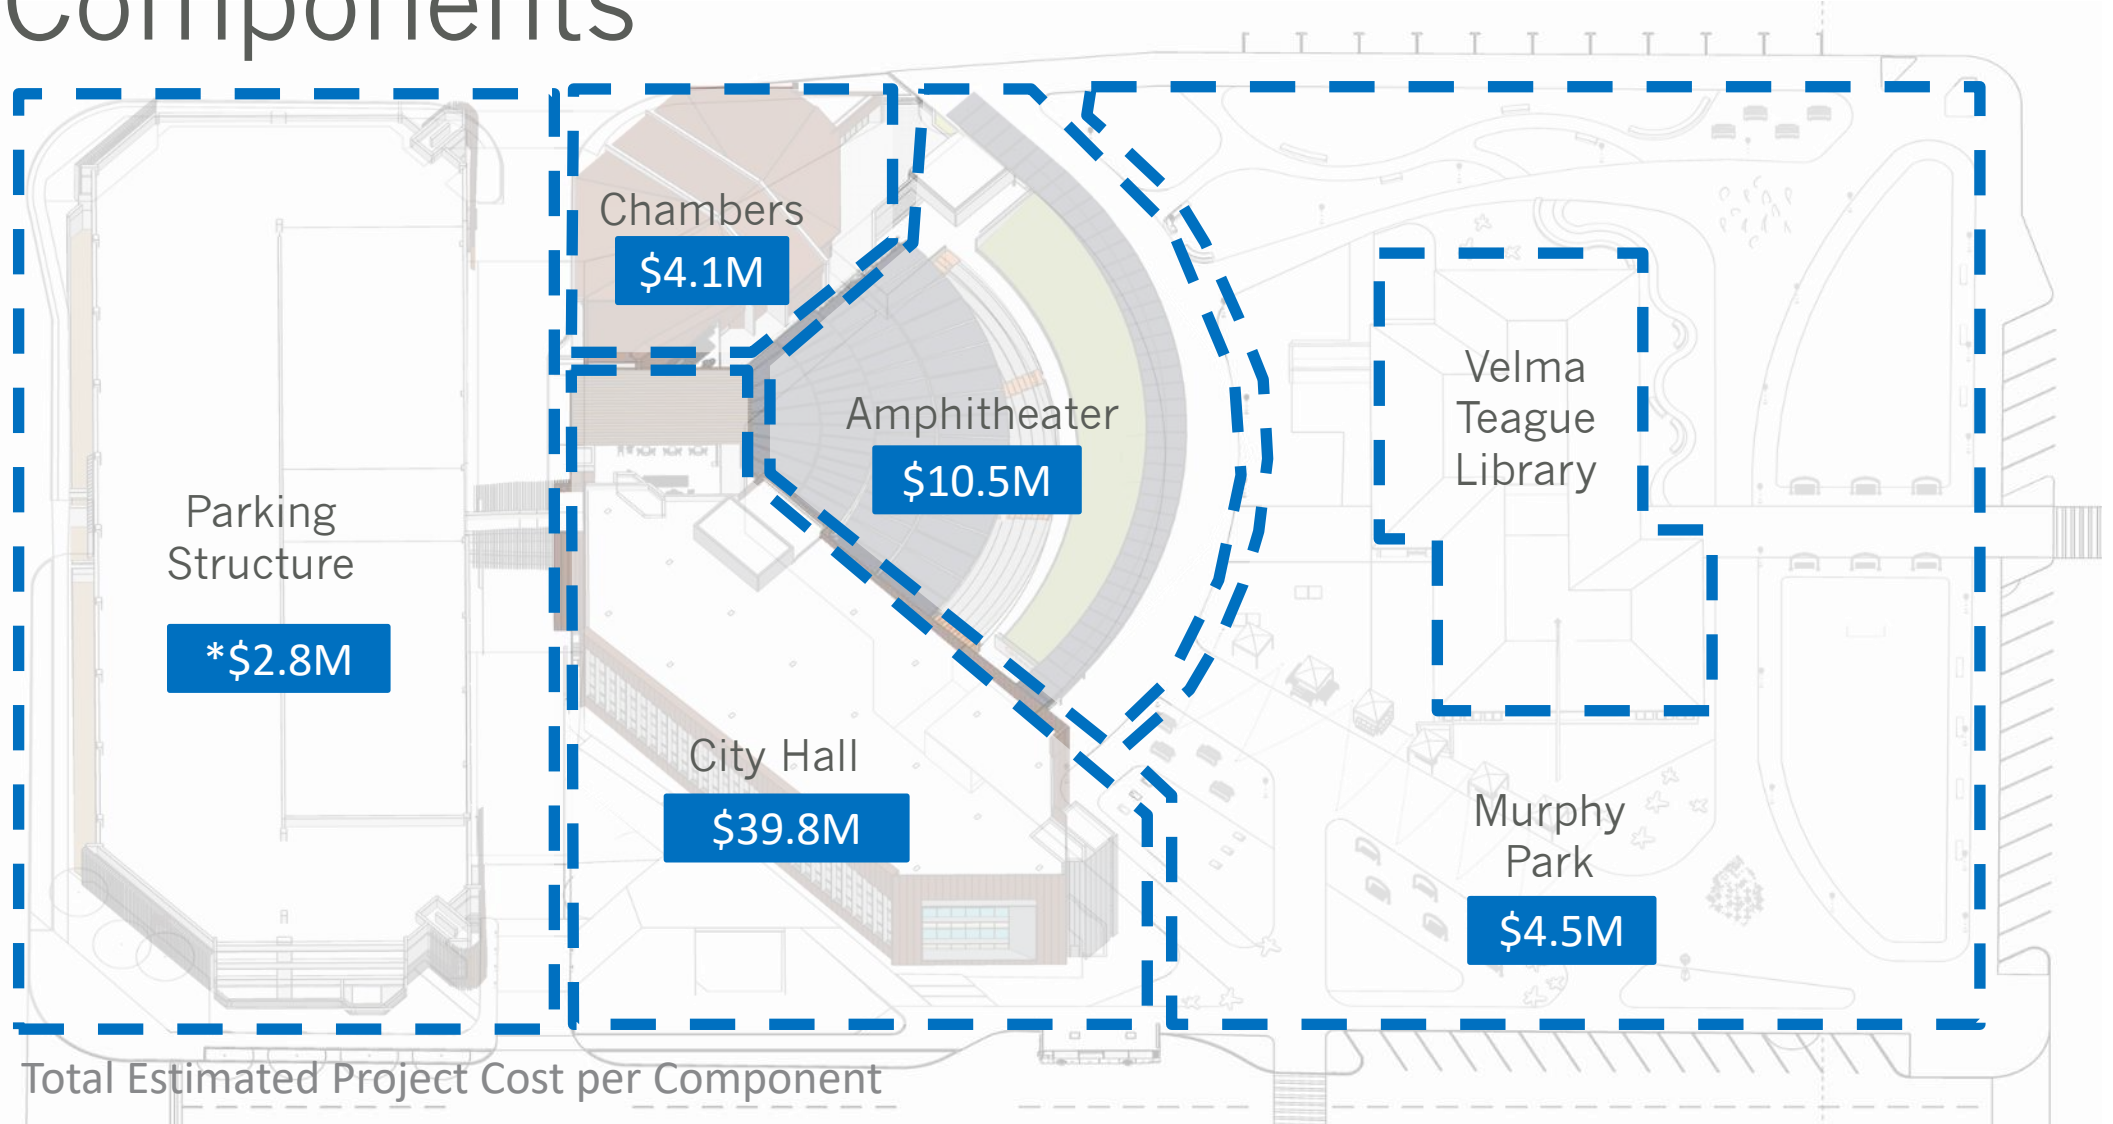 Components
Chambers
$4.1M
Amphitheater
$10.5M
Velma
Teague
Library
Parking
Structure
*$2.8M
City Hall
$39.8M
Murphy
Park
$4.5M
Total Estimated Project Cost per Component